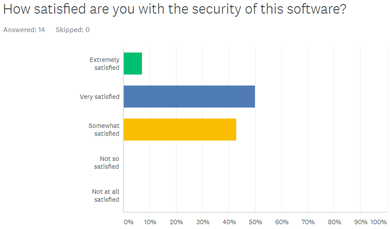 How satisfied are you with the security of this software?
Answered: 14 Skipped: 0
Extremely
satisfied
Very satisfied
Somewhat
satisfied
Not so
satisfied
Not at all
satisfied
0% 10% 20% 30% 40% 50% 60% 70% 80% 90% 100%